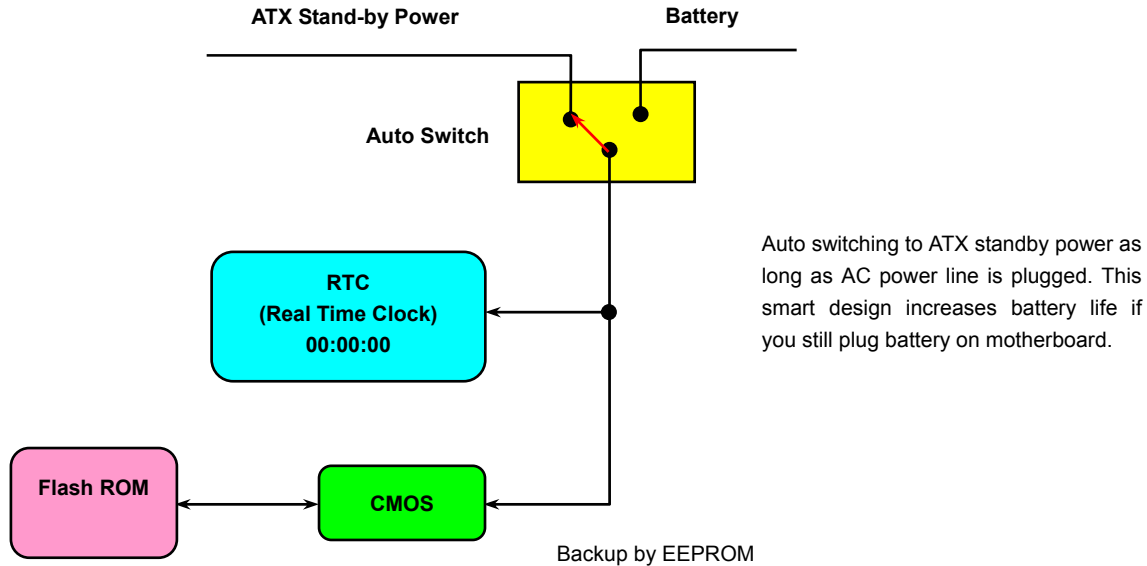 ATX Stand-by Power
Battery
Auto Switch
RTC
(Real Time Clock)
00:00:00
Auto switching to ATX standby power as
long as AC power line is plugged. This
smart design increases battery life if
you still plug battery on motherboard.
Flash ROM
CMOS
Backup by EEPROM